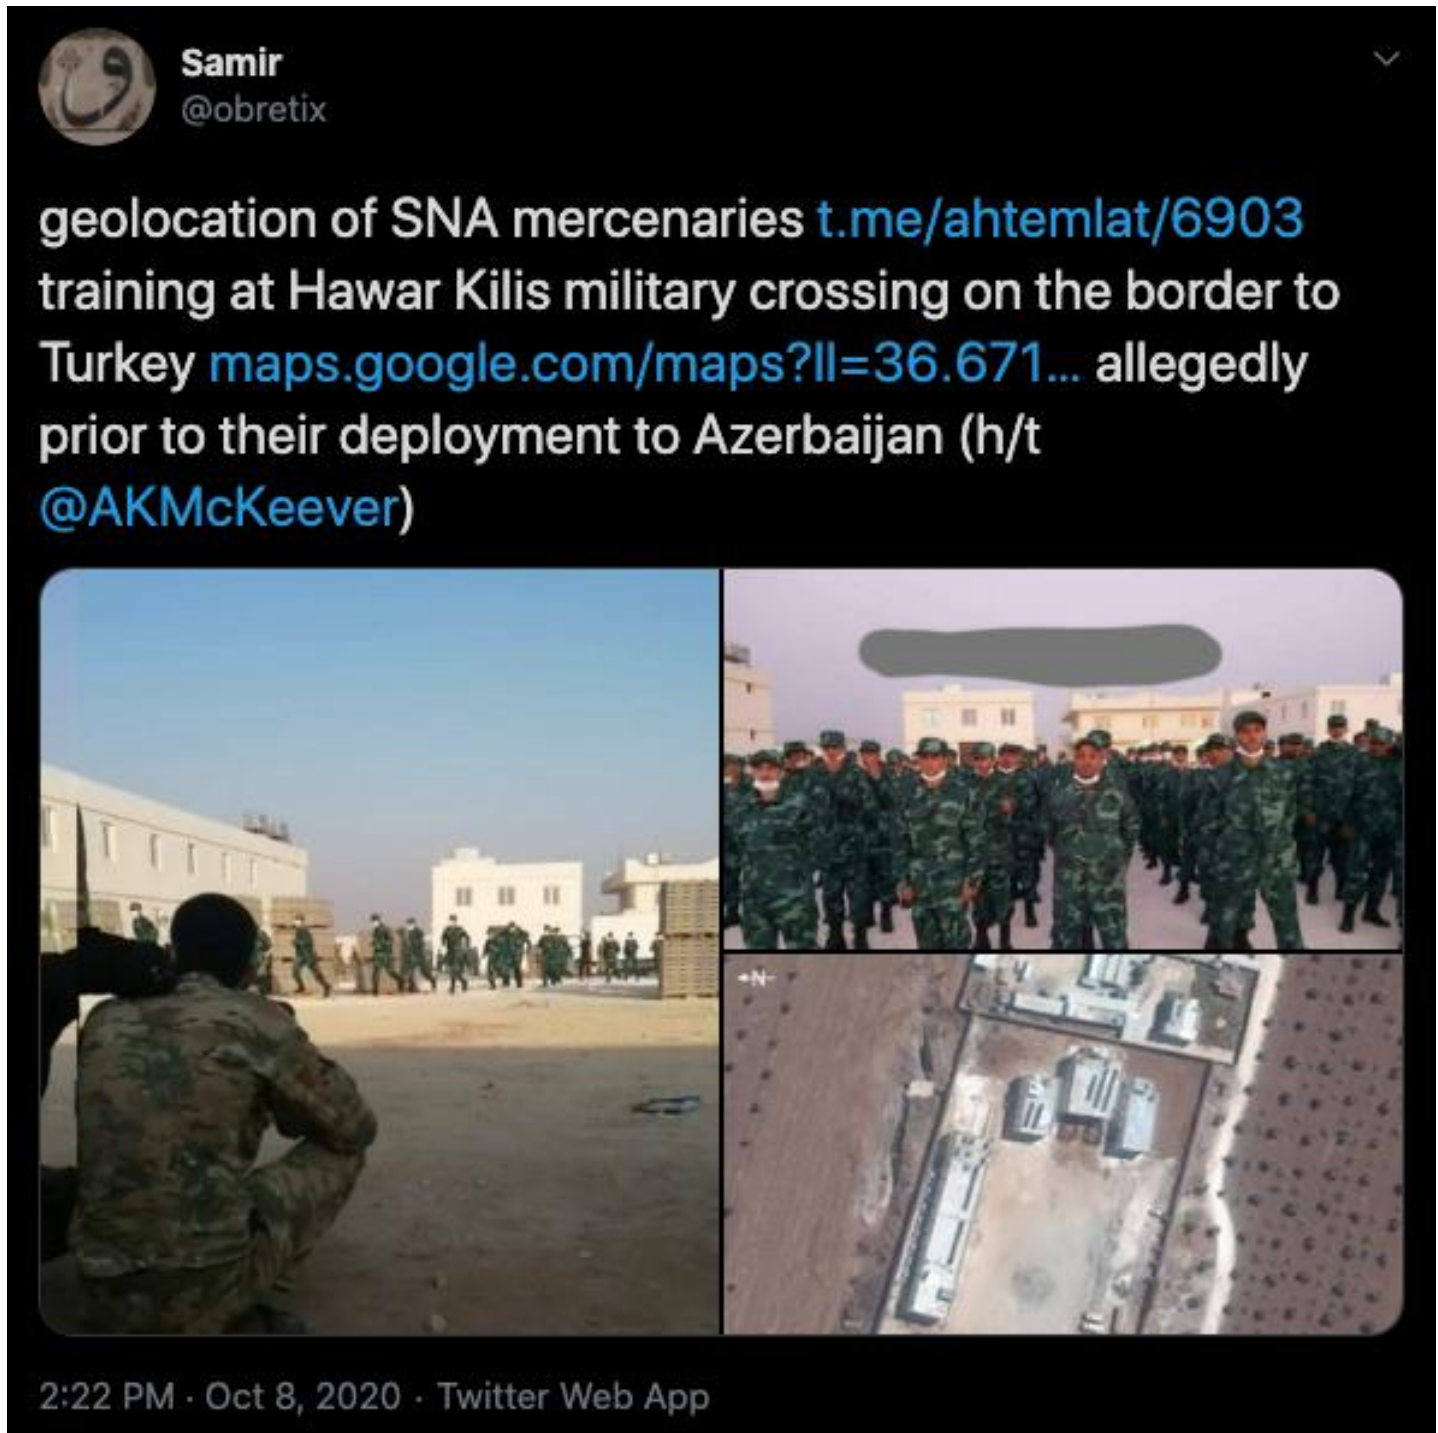 Samir
@obretix
geolocation of SNA mercenaries t.me/ahtemlat/6903
training at Hawar Kilis military crossing on the border to
Turkey maps.google.com/maps?ll=36.671... allegedly
prior to their deployment to Azerbaijan (h/t
@AKMcKeever)
N
2:22 PM · Oct 8, 2020 · Twitter Web App